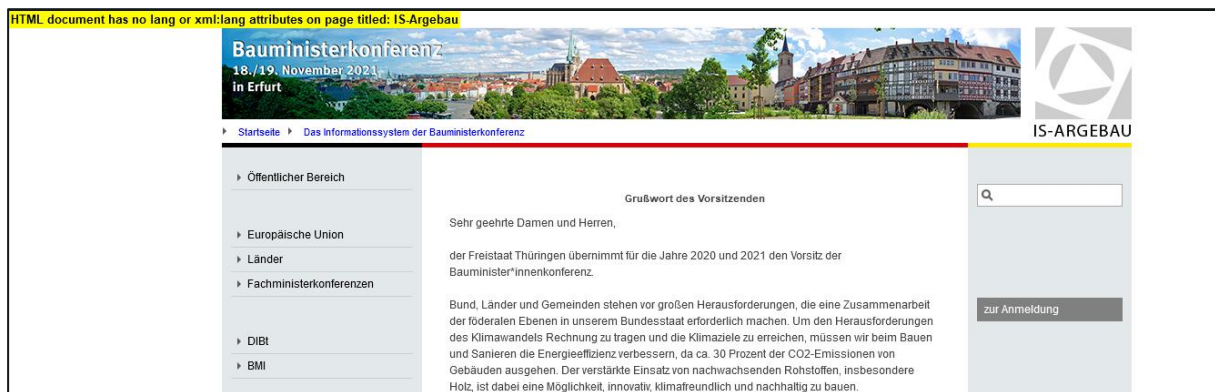 HTML document has no lang or xml:lang attributes on page titled: IS-Argebau
Bauministerkonferenz
18./19. November 2021
in Erfurt
IS-ARGEBAU
Startseite Das Informationssystem der Bauministerkonferenz
Öffentlicher Bereich
Europäische Union
Länder
Fachministerkonferenzen
DIBt
BMI
Grußwort des Vorsitzenden
Sehr geehrte Damen und Herren,
der Freistaat Thüringen übernimmt für die Jahre 2020 und 2021 den Vorsitz der
Bauminister*innenkonferenz.
Bund, Länder und Gemeinden stehen vor großen Herausforderungen, die eine Zusammenarbeit
der föderalen Ebenen in unserem Bundesstaat erforderlich machen. Um den Herausforderungen
des Klimawandels Rechnung zu tragen und die Klimaziele zu erreichen, müssen wir beim Bauen
und Sanieren die Energieeffizienz verbessern, da ca. 30 Prozent der CO2-Emissionen von
Gebäuden ausgehen. Der verstärkte Einsatz von nachwachsenden Rohstoffen, insbesondere
Holz, ist dabei eine Möglichkeit, innovativ, klimafreundlich und nachhaltig zu bauen.
zur Anmeldung